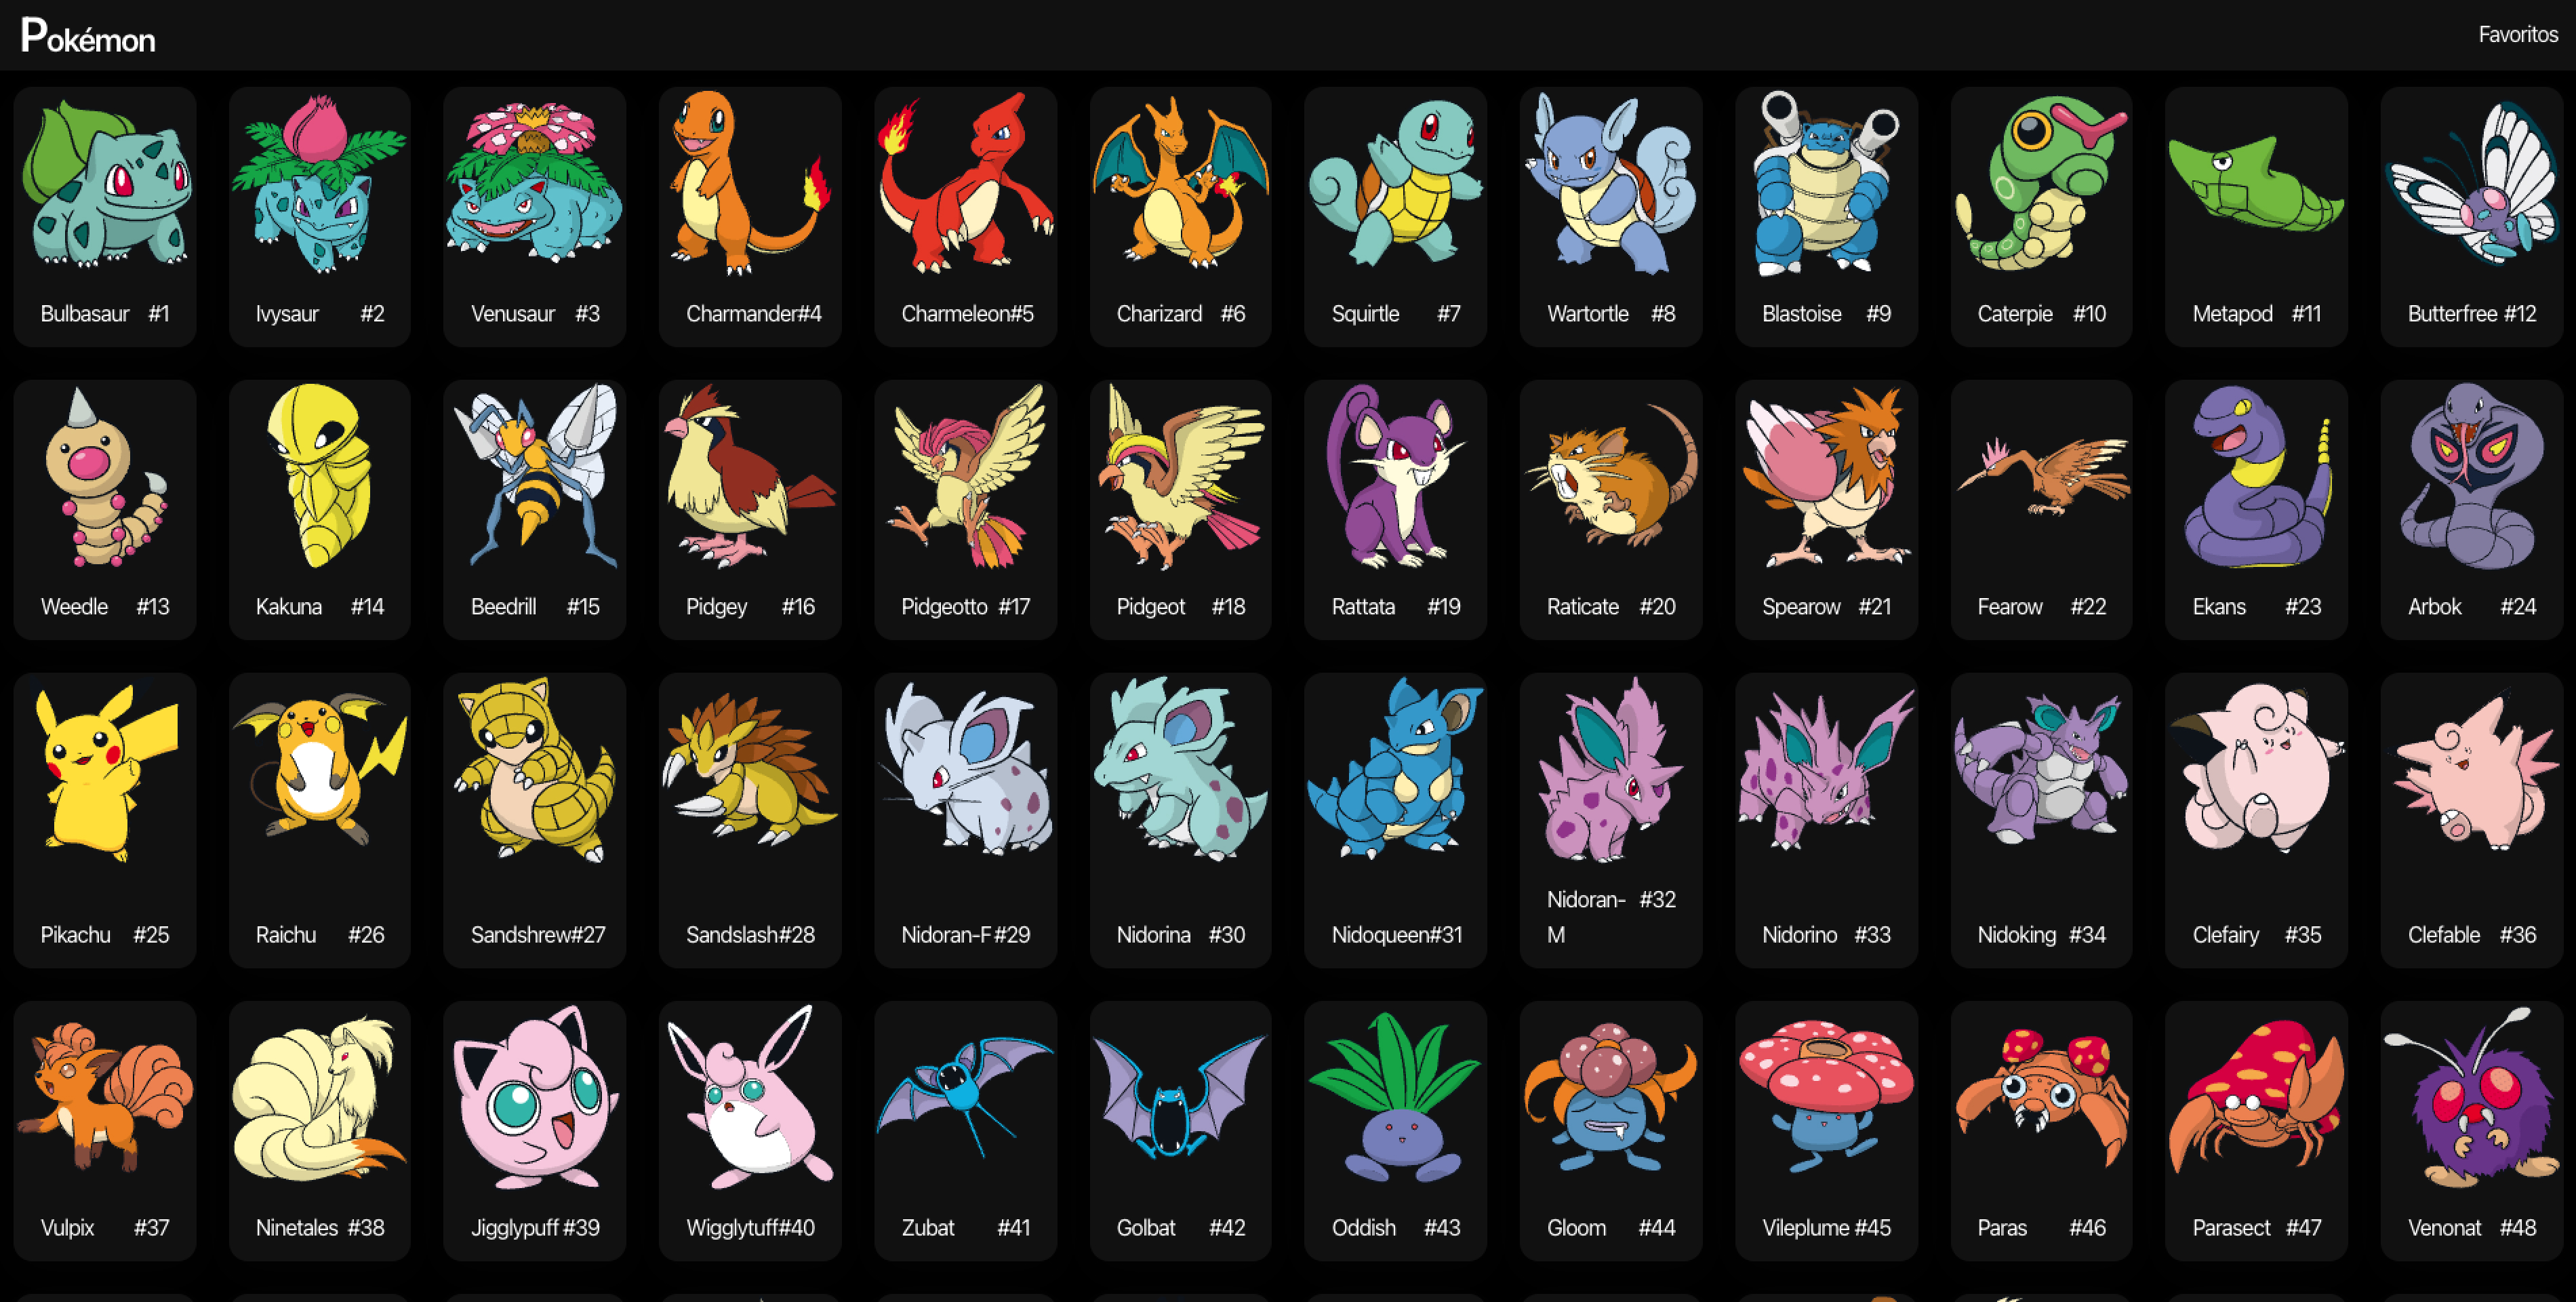 Pokémon Favoritos
Bulbasaur #1 Ivysaur #2 Venusaur #3 Charmander#4 Charmeleon#5 Charizard #6 Squirtle #7 Wartortle #8 Blastoise #9 Caterpie #10 Metapod #11 Butterfree #12
Weedle #13 Kakuna #14 Beedrill #15 Pidgey #16 Pidgeotto #17 Pidgeot #18 Rattata #19 Raticate #20 Spearow #21 Fearow #22 Ekans #23 Arbok #24
Nidoran- #32
Pikachu #25 Raichu #26 Sandshrew#27 Sandslash#28 Nidoran-F #29 Nidorina #30 Nidoqueen#31 M Nidorino #33 Nidoking #34 Clefairy #35 Clefable #36
Vulpix #37 Ninetales #38 Jigglypuff #39 Wigglytuff#40 Zubat #41 Golbat #42 Oddish #43 Gloom #44 Vileplume #45 Paras #46 Parasect #47 Venonat #48